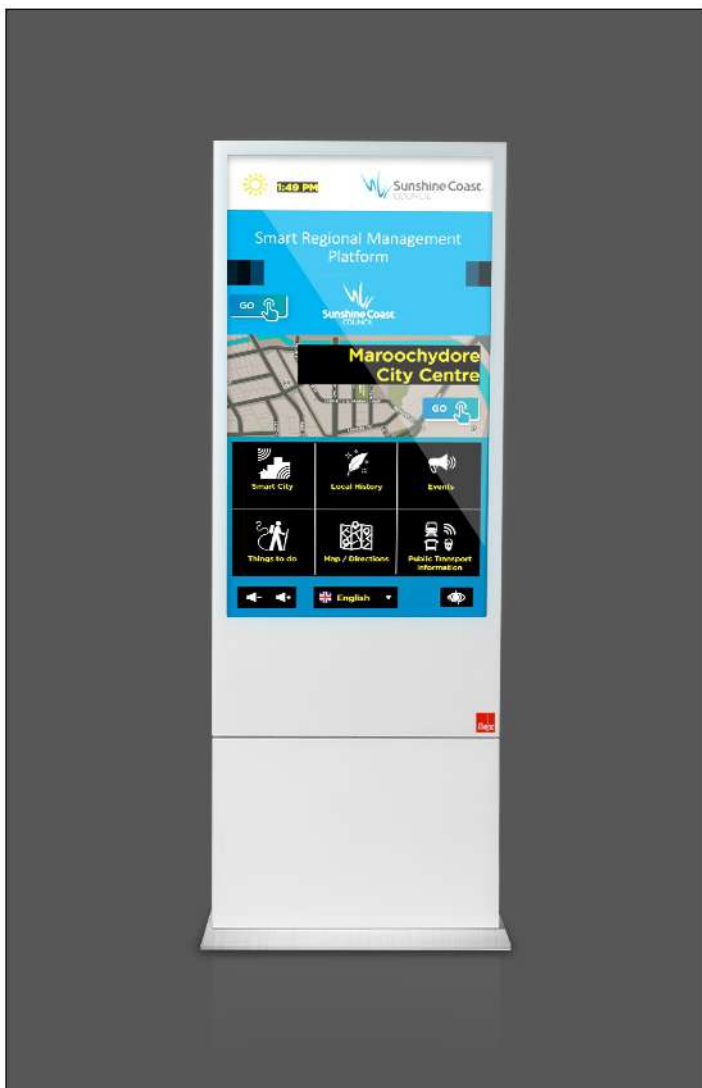 1:49 PM
Sunshine Coast
COUNCIL
Smart Regional Management
Platform
GO
Sunshine Coast
COUNCIL
Maroochydore
City Centre
GO
Smart City
Local History
Events
Things to do
Map / Directions
Public Transport
Information
English